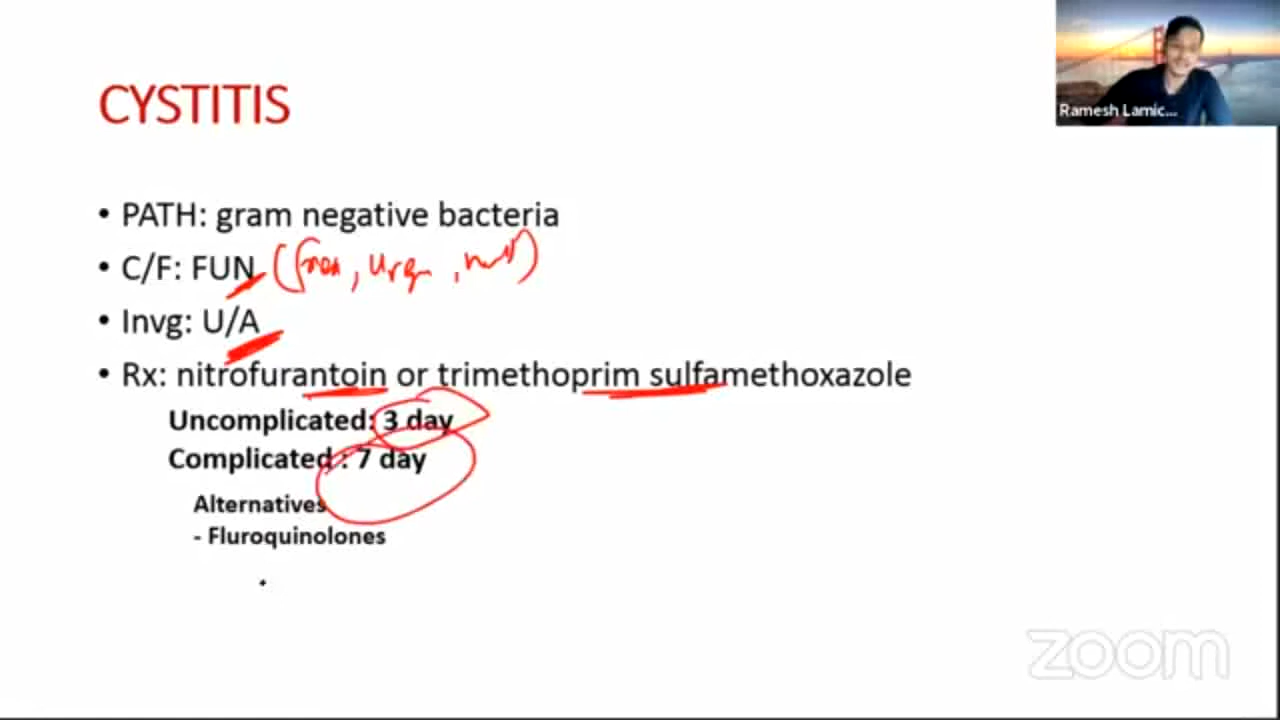 Ramesh Lamic...
CYSTITIS
• PATH: gram negative bacteria
• C/F: FUN
• Invg: U/A
• Rx: nitrofurantoin or trimethoprim sulfamethoxazole
Uncomplicated: 3 day
Complicated : 7 day
Alternatives
- Fluroquinolones
zoom